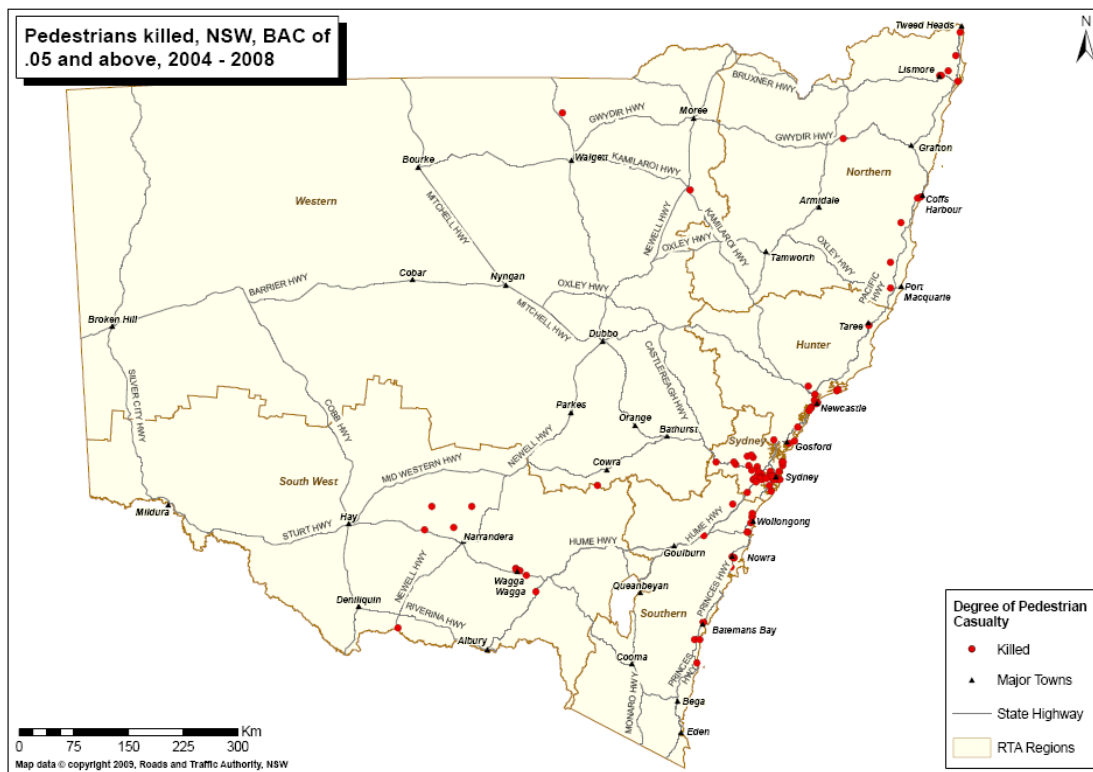 Pedestrians killed, NSW, BAC of
.05 and above, 2004 - 2008
N
Tweed Heads
Lismore
BRUXNER HWY
Moree
GWYDIR HWY
GWYDIR HWY
Grafton
Bourke
Walgett
KAMILAROI HWY
Northern
Western
Armidale
Coffs
Harbour
MITCHELL HWY
NEWELL HWY
KAMILAROI HWY
OXLEY HWY
OXLEY HWY
Tamworth
Cobar
Nyngan
BARRIER HWY
OXLEY HWY
PACIFIC
HWY
Port
Macquarie
Broken Hill
MITCHELL HWY
Taree
Dubbo
Hunter
SILVER CITY HWY
COBB HWY
CASTLEREAGH HWY
Parkes
Orange
Newcastle
NEWELL HWY
Bathurst
Sydney
Gosford
MID WESTERN HWY
Cowra
Sydney
South West
Mildura
STURT HWY
Hay
Narrandera
HUME HWY
HUME HWY
Wollongong
Goulburn
NEWELL HWY
Wagga
Wagga
Nowra
Queanbeyan
PRINCES HWY
Deniliquin
RIVERINA HWY
Southern
Batemans Bay
Albury
Cooma
PRINCES
HWY
MONARO HWY
Bega
Eden
Degree of Pedestrian
Casualty
Killed
Major Towns
State Highway
RTA Regions
Km
0 37.5 75 150 225 300
Map data © copyright 2009, Roads and Traffic Authority, NSW